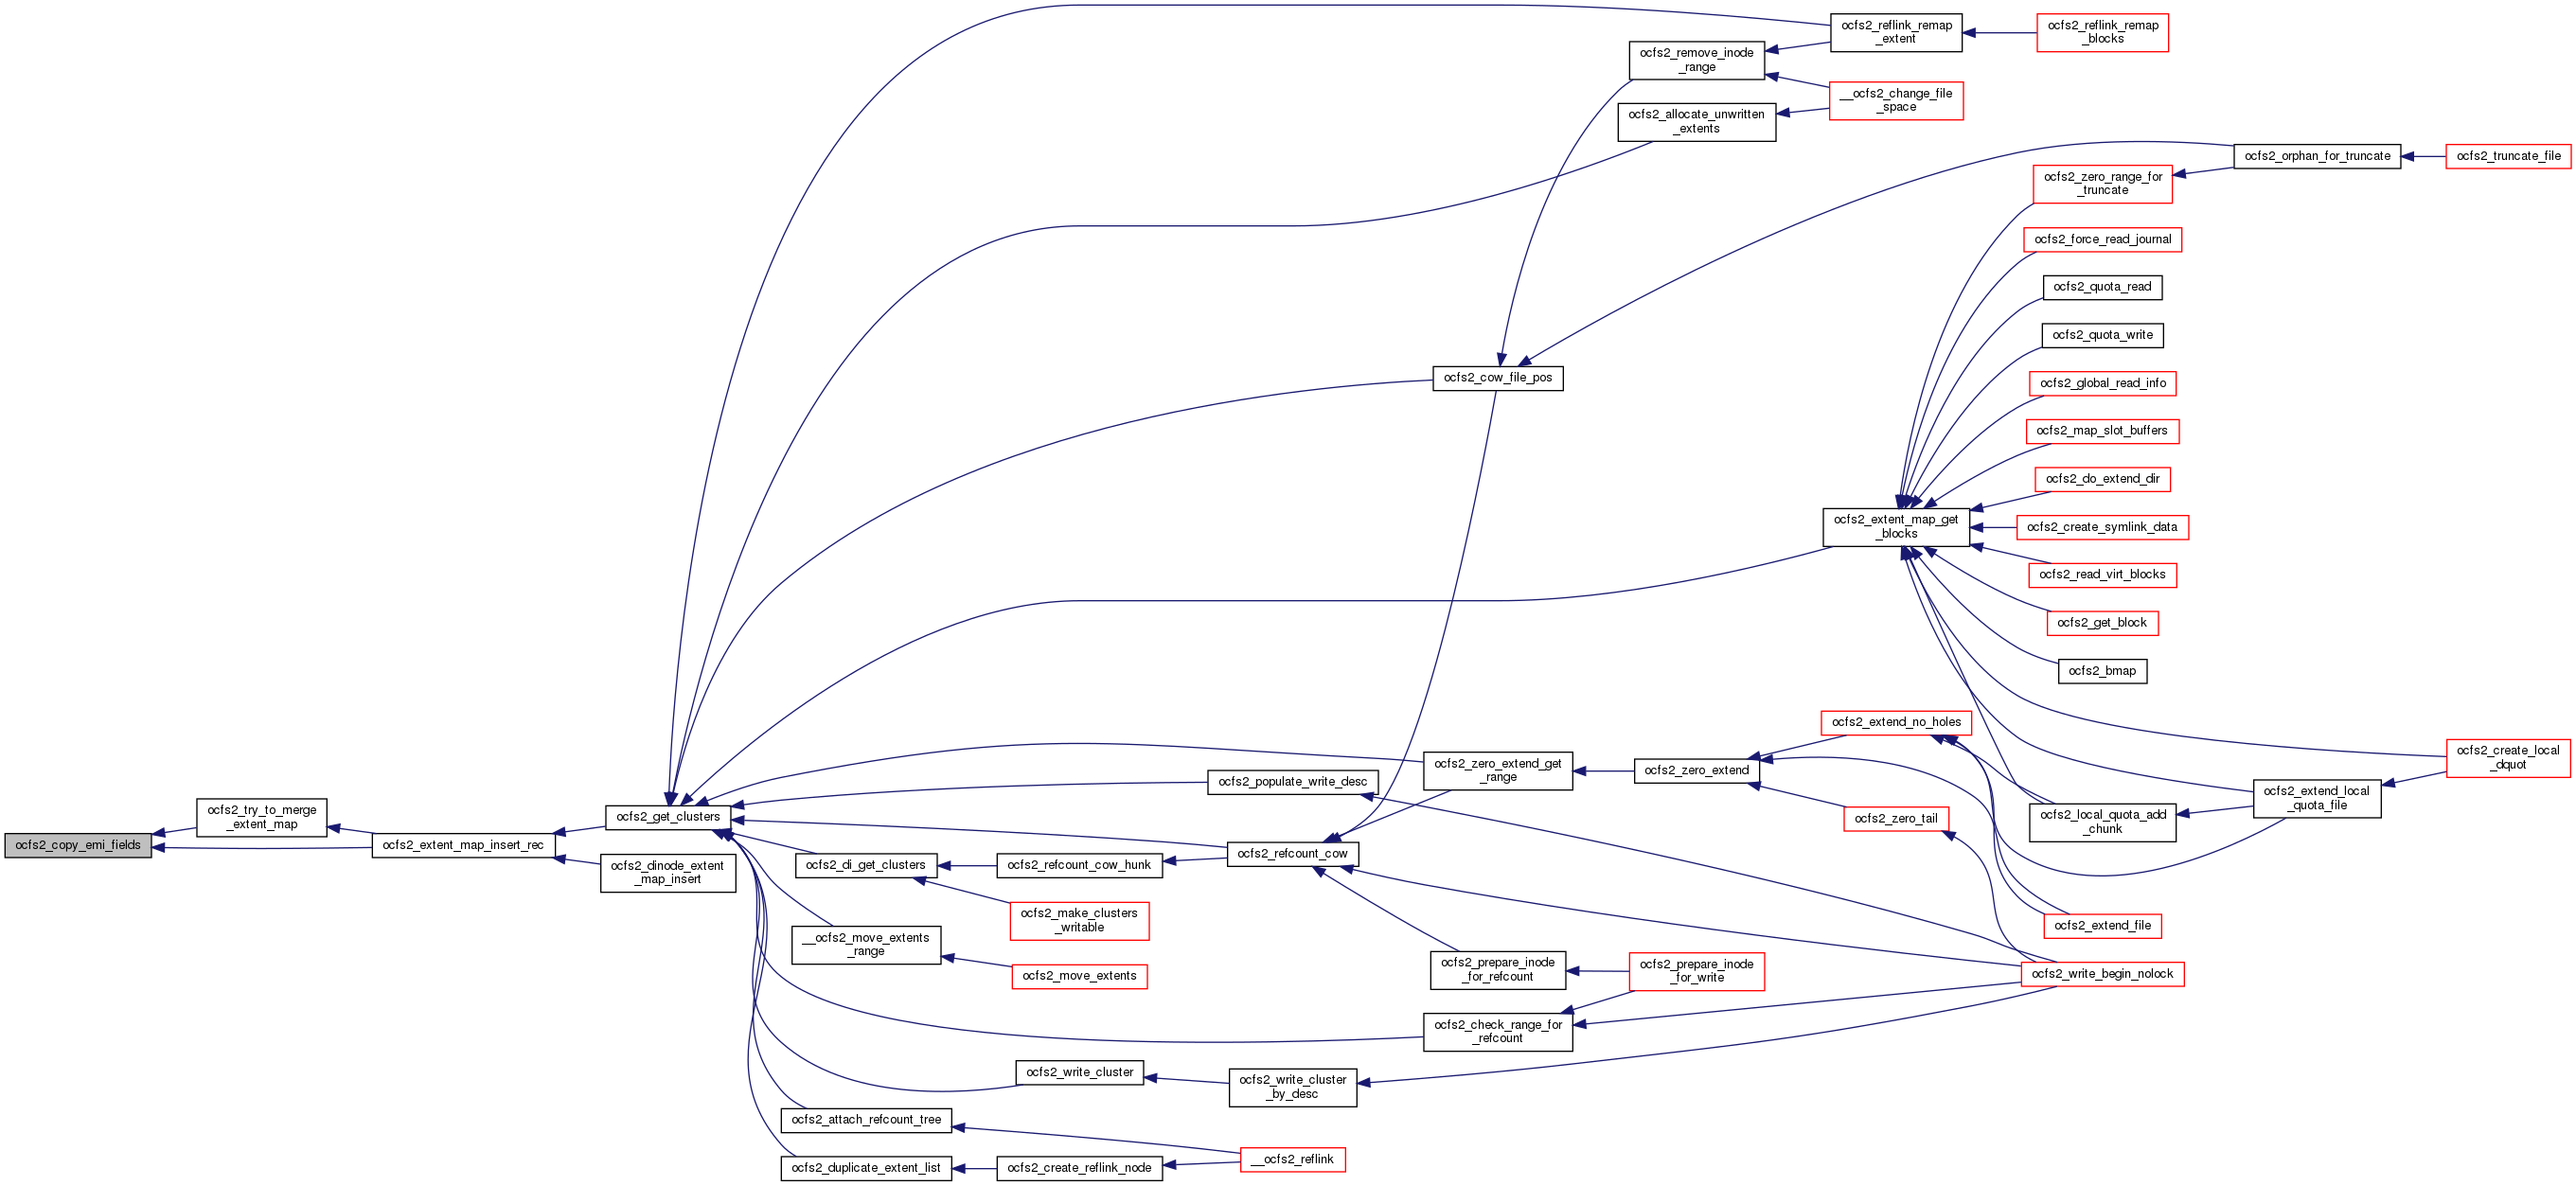 ocfs2_reflink_remap
_extent
ocfs2_reflink_remap
_blocks
ocfs2_remove_inode
_range
__ocfs2_change_file
_space
ocfs2_allocate_unwritten
_extents
ocfs2_orphan_for_truncate
ocfs2_truncate_file
ocfs2_zero_range_for
_truncate
ocfs2_force_read_journal
ocfs2_quota_read
ocfs2_quota_write
ocfs2_cow_file_pos
ocfs2_global_read_info
ocfs2_map_slot_buffers
ocfs2_do_extend_dir
ocfs2_extent_map_get
_blocks
ocfs2_create_symlink_data
ocfs2_read_virt_blocks
ocfs2_get_block
ocfs2_bmap
ocfs2_extend_no_holes
ocfs2_create_local
_dquot
ocfs2_zero_extend_get
_range
ocfs2_zero_extend
ocfs2_populate_write_desc
ocfs2_extend_local
_quota_file
ocfs2_try_to_merge
_extent_map
ocfs2_get_clusters
ocfs2_zero_tail
ocfs2_local_quota_add
_chunk
ocfs2_copy_emi_fields
ocfs2_extent_map_insert_rec
ocfs2_refcount_cow
ocfs2_dinode_extent
_map_insert
ocfs2_di_get_clusters
ocfs2_refcount_cow_hunk
ocfs2_make_clusters
_writable
ocfs2_extend_file
__ocfs2_move_extents
_range
ocfs2_move_extents
ocfs2_prepare_inode
_for_refcount
ocfs2_prepare_inode
_for_write
ocfs2_write_begin_nolock
ocfs2_check_range_for
_refcount
ocfs2_write_cluster
ocfs2_write_cluster
_by_desc
ocfs2_attach_refcount_tree
__ocfs2_reflink
ocfs2_duplicate_extent_list
ocfs2_create_reflink_node